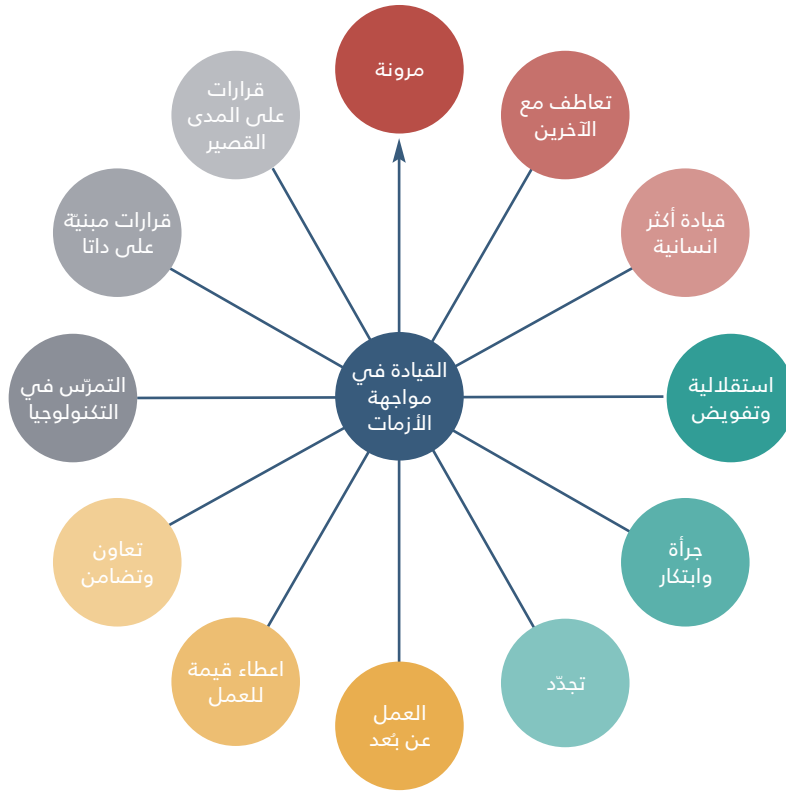 مرونة
تعاطف مع
الآخرين
قيادة أكثر
انسانية
استقلالية
وتفويض
جرأة
وابتكار
تجدّد
العمل
عن بُعد
اعطاء قيمة
للعمل
تعاون
وتضامن
التمرّس في
التكنولوجيا
قرارات مبنيّة
على داتا
قرارات
على المدى
القصير
القيادة في
مواجهة
الأزمات